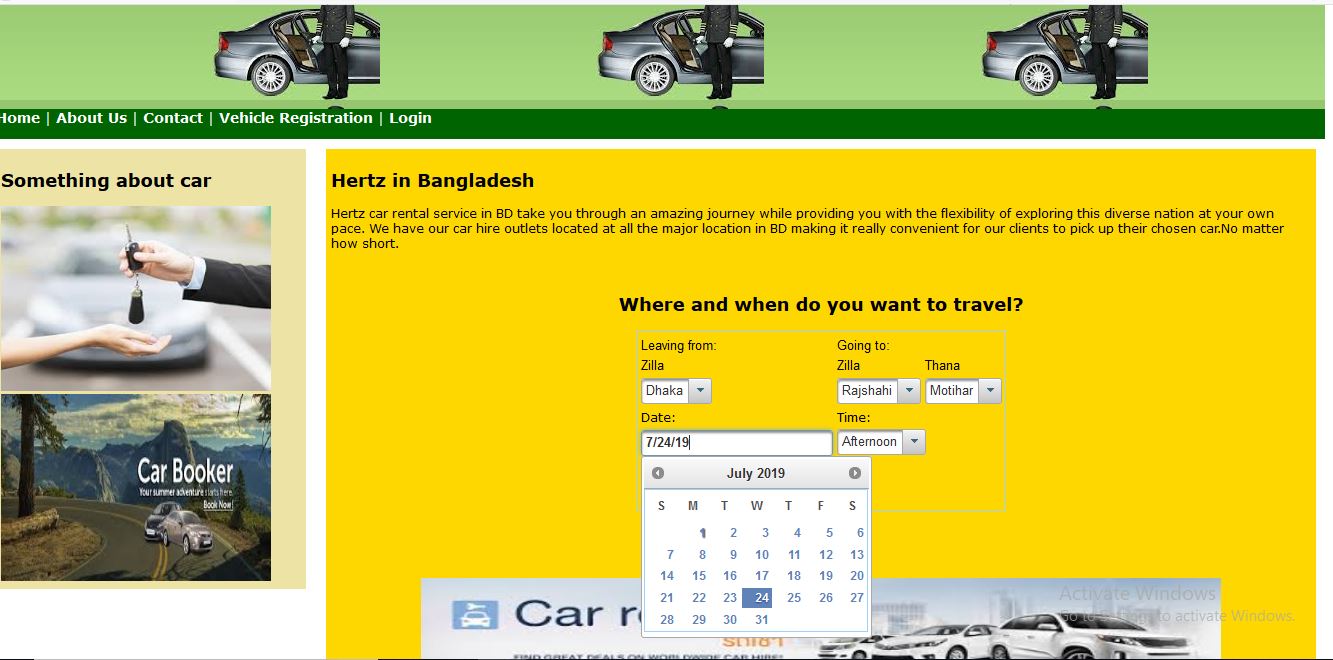 Home | About Us | Contact | Vehicle Registration | Login
Something about car
Car Booker
Your summer adventure starts here.
Book Now!
Hertz in Bangladesh
Hertz car rental service in BD take you through an amazing journey while providing you with the flexibility of exploring this diverse nation at your own
pace. We have our car hire outlets located at all the major location in BD making it really convenient for our clients to pick up their chosen car.No matter
how short.
Where and when do you want to travel?
Leaving from: Going to:
Zilla Zilla Thana
Dhaka Rajshahi Motihar
Date: Time:
7/24/19 Afternoon
July 2019
S M T W T F S
1 2 3 4 5 6
7 8 9 10 11 12 13
14 15 16 17 18 19 20
21 22 23 24 25 26 27
28 29 30 31
Car
FIND GREAT DEALS ON WORLDWIDE CAR HIRE!
Activate Windows
Go to Settings to activate Windows.